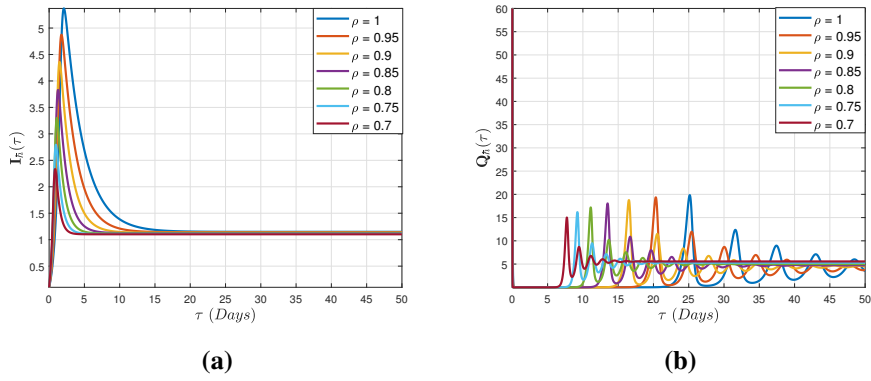 5
4.5
4
3.5
3
2.5
2
1.5
1
0.5
I_ℏ(τ)
0 5 10 15 20 25 30 35 40 45 50
τ (Days)
ρ = 1
ρ = 0.95
ρ = 0.9
ρ = 0.85
ρ = 0.8
ρ = 0.75
ρ = 0.7
(a)
60
55
50
45
40
35
30
25
20
15
10
5
Q_ℏ(τ)
0 5 10 15 20 25 30 35 40 45 50
τ (Days)
ρ = 1
ρ = 0.95
ρ = 0.9
ρ = 0.85
ρ = 0.8
ρ = 0.75
ρ = 0.7
(b)